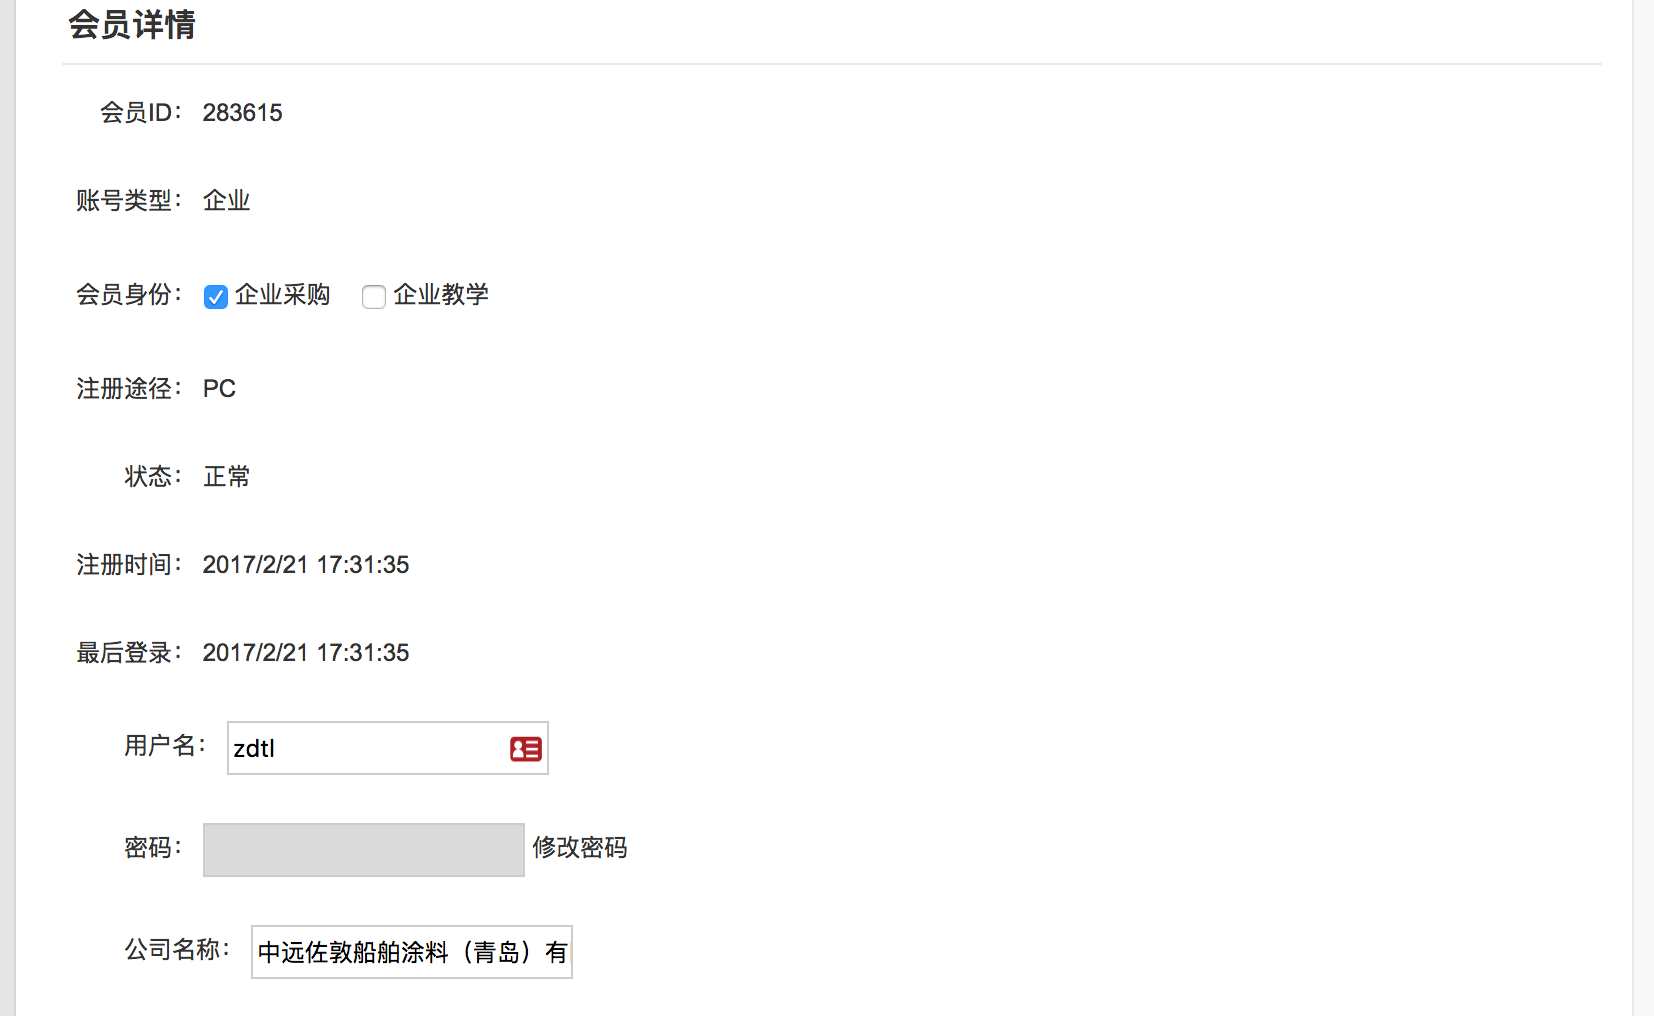 会员详情
会员ID： 283615
账号类型： 企业
会员身份： 企业采购 企业教学
注册途径： PC
状态： 正常
注册时间： 2017/2/21 17:31:35
最后登录： 2017/2/21 17:31:35
用户名： zdtl
密码： 修改密码
公司名称： 中远佐敦船舶涂料（青岛）有